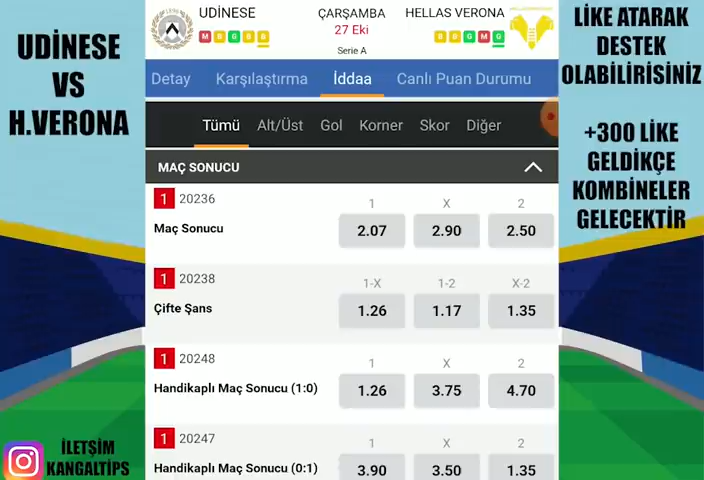 UDİNESE
VS
H.VERONA
UDİNESE
ÇARŞAMBA
HELLAS VERONA
27 Eki
M B G B B
B B G M G
Serie A
Detay Karşılaştırma İddaa Canlı Puan Durumu
Tümü Alt/Üst Gol Korner Skor Diğer
MAÇ SONUCU
1 20236
1 X 2
Maç Sonucu
2.07 2.90 2.50
1 20238
1-X 1-2 X-2
Çifte Şans
1.26 1.17 1.35
1 20248
1 X 2
Handikaplı Maç Sonucu (1:0)
1.26 3.75 4.70
1 20247
1 X 2
Handikaplı Maç Sonucu (0:1)
3.90 3.50 1.35
LİKE ATARAK
DESTEK
OLABİLİRİSİNİZ
+300 LİKE
GELDİKÇE
KOMBİNELER
GELECEKTİR
İLETŞİM
KANGALTİPS